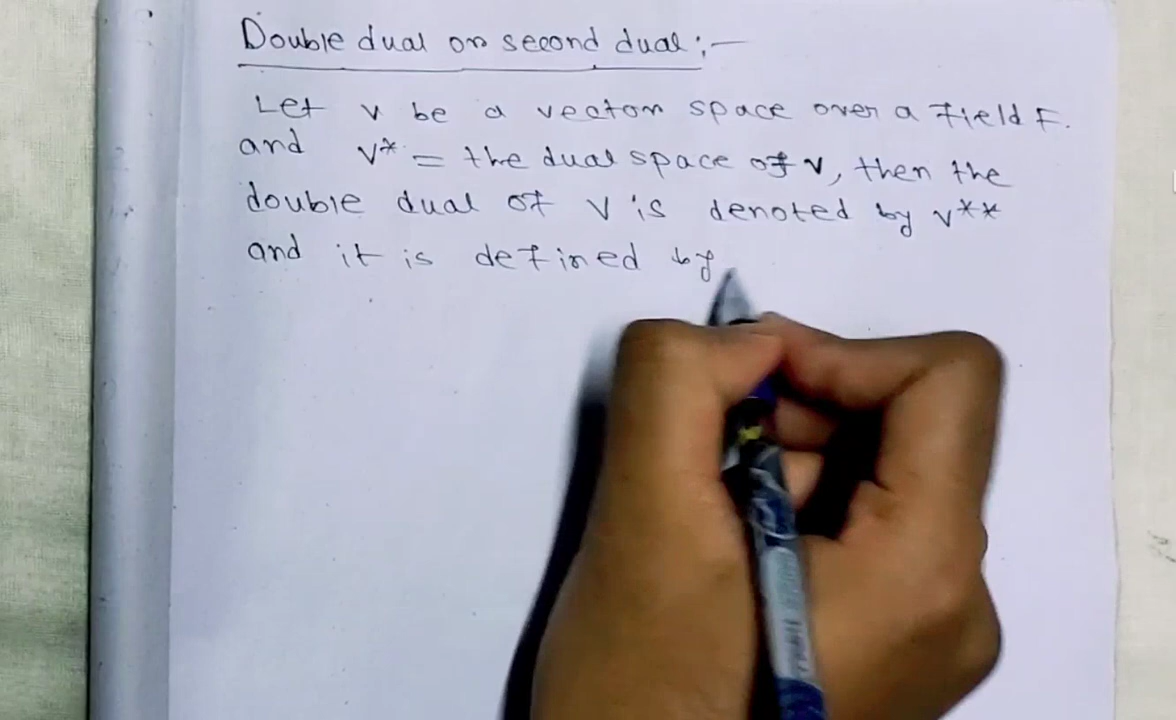 Double dual or second dual :-
Let V be a vector space over a field F.
and V* = the dual space of V, then the
double dual of V is denoted by V**
and it is defined by